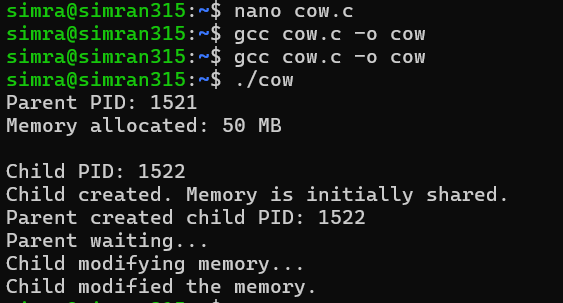 simra@simran315:~$ nano cow.c
simra@simran315:~$ gcc cow.c -o cow
simra@simran315:~$ gcc cow.c -o cow
simra@simran315:~$ ./cow
Parent PID: 1521
Memory allocated: 50 MB
Child PID: 1522
Child created. Memory is initially shared.
Parent created child PID: 1522
Parent waiting...
Child modifying memory...
Child modified the memory.